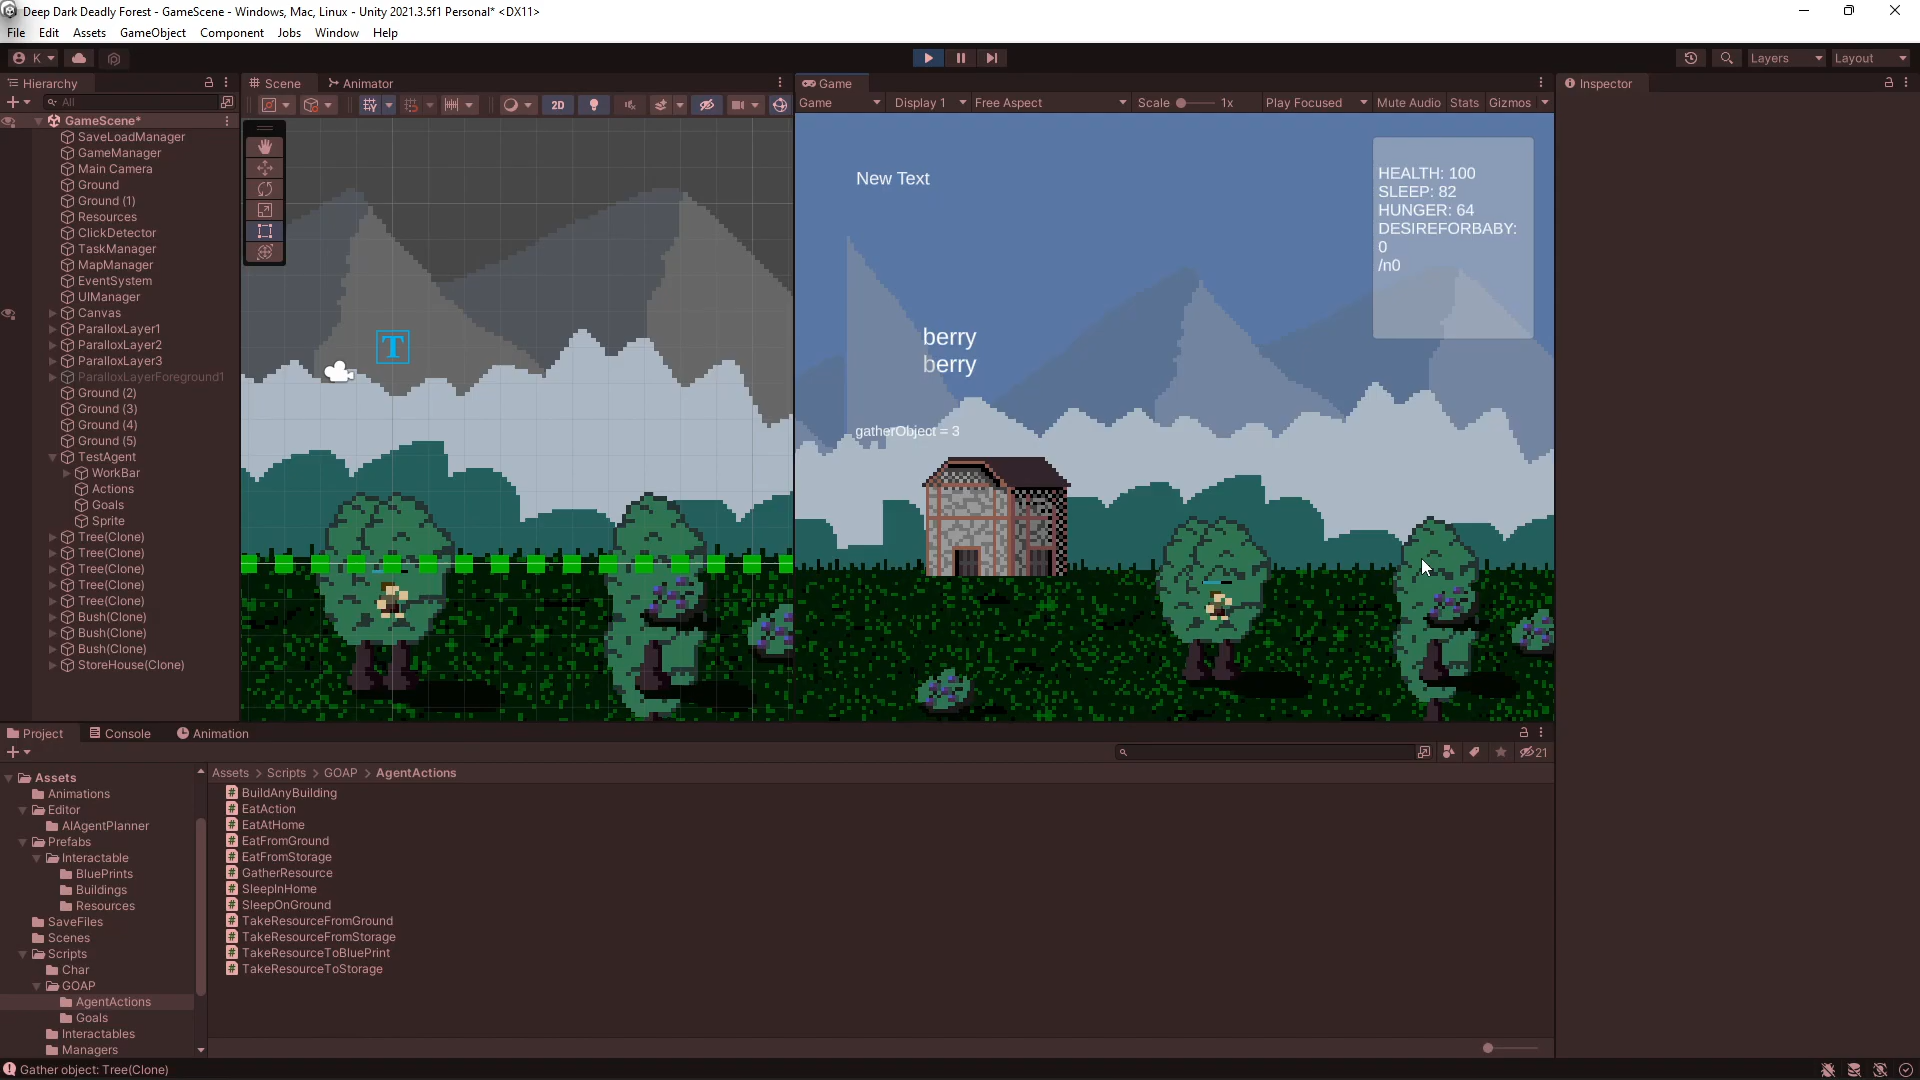 Deep Dark Deadly Forest - GameScene - Windows, Mac, Linux - Unity 2021.3.5f1 Personal* <DX11>
File Edit Assets GameObject Component Jobs Window Help
K Layers Layout
Hierarchy
All
GameScene*
SaveLoadManager
GameManager
Main Camera
Ground
Ground (1)
Resources
ClickDetector
TaskManager
MapManager
EventSystem
UIManager
Canvas
ParalloxLayer1
ParalloxLayer2
ParalloxLayer3
ParalloxLayerForeground1
Ground (2)
Ground (3)
Ground (4)
Ground (5)
TestAgent
WorkBar
Actions
Goals
Sprite
Tree(Clone)
Tree(Clone)
Tree(Clone)
Tree(Clone)
Tree(Clone)
Bush(Clone)
Bush(Clone)
Bush(Clone)
StoreHouse(Clone)
Scene Animator
2D
T
Game
Game Display 1 Free Aspect Scale 1x Play Focused Mute Audio Stats Gizmos
New Text
HEALTH: 100
SLEEP: 82
HUNGER: 64
DESIREFORBABY:
0
/n0
berry
berry
gatherObject = 3
Inspector
Project Console Animation
21
Assets
Animations
Editor
AIAgentPlanner
Prefabs
Interactable
BluePrints
Buildings
Resources
SaveFiles
Scenes
Scripts
Char
GOAP
AgentActions
Goals
Interactables
Managers
Assets > Scripts > GOAP > AgentActions
# BuildAnyBuilding
# EatAction
# EatAtHome
# EatFromGround
# EatFromStorage
# GatherResource
# SleepInHome
# SleepOnGround
# TakeResourceFromGround
# TakeResourceFromStorage
# TakeResourceToBluePrint
# TakeResourceToStorage
Gather object: Tree(Clone)